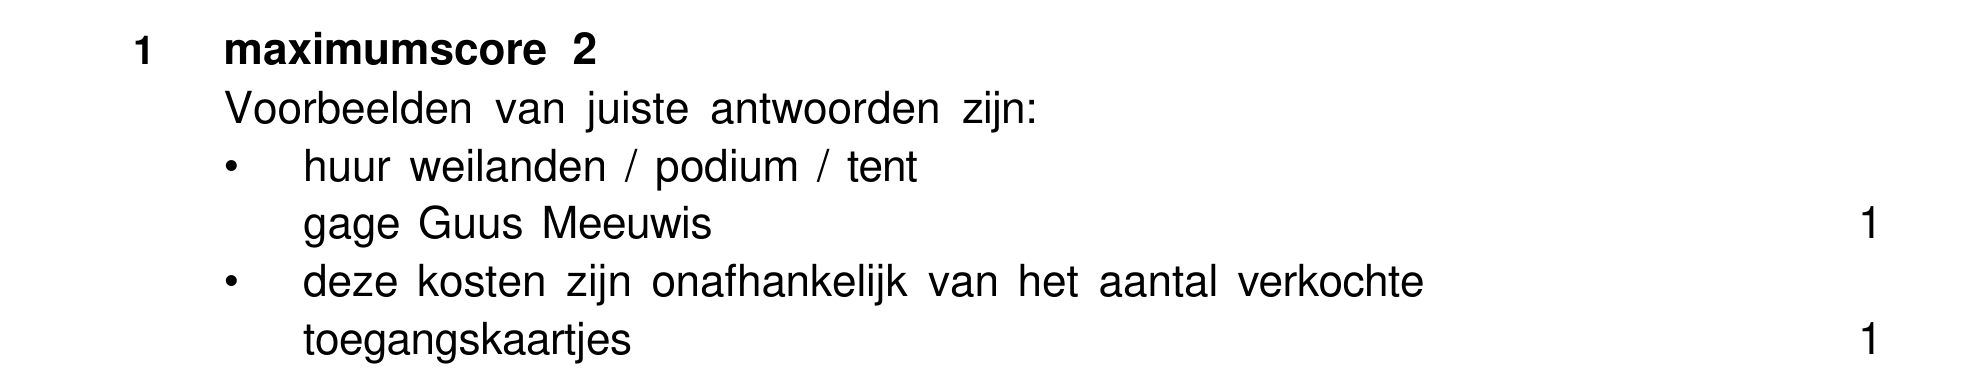 1 maximumscore 2
Voorbeelden van juiste antwoorden zijn:
• huur weilanden / podium / tent
gage Guus Meeuwis 1
• deze kosten zijn onafhankelijk van het aantal verkochte
toegangskaartjes 1